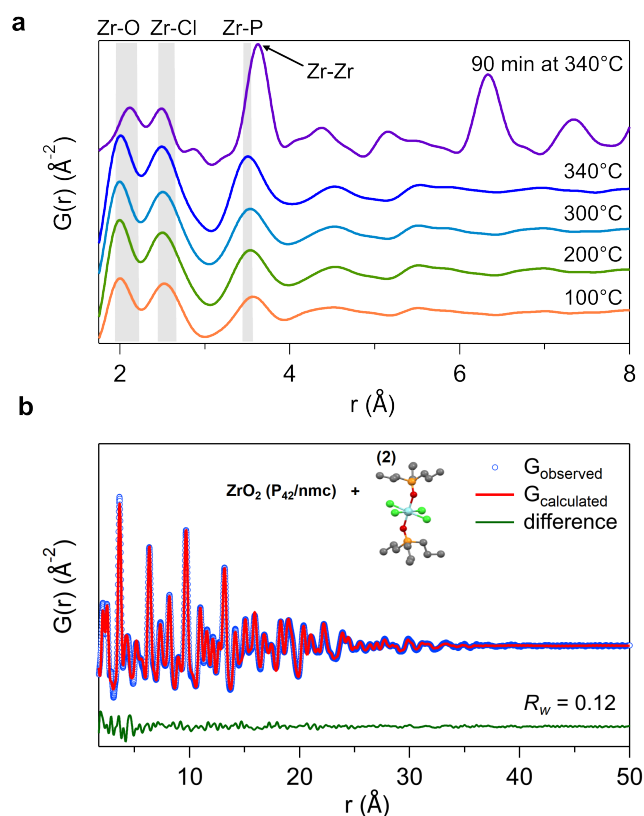 a
Zr-O Zr-Cl Zr-P
Zr-Zr
90 min at 340°C
340°C
300°C
200°C
100°C
G(r) (Å⁻²)
2 4 6 8
r (Å)
b
(2)
ZrO₂ (P₄₂/nmc) +
G_observed
G_calculated
difference
G(r) (Å⁻²)
R_w = 0.12
10 20 30 40 50
r (Å)